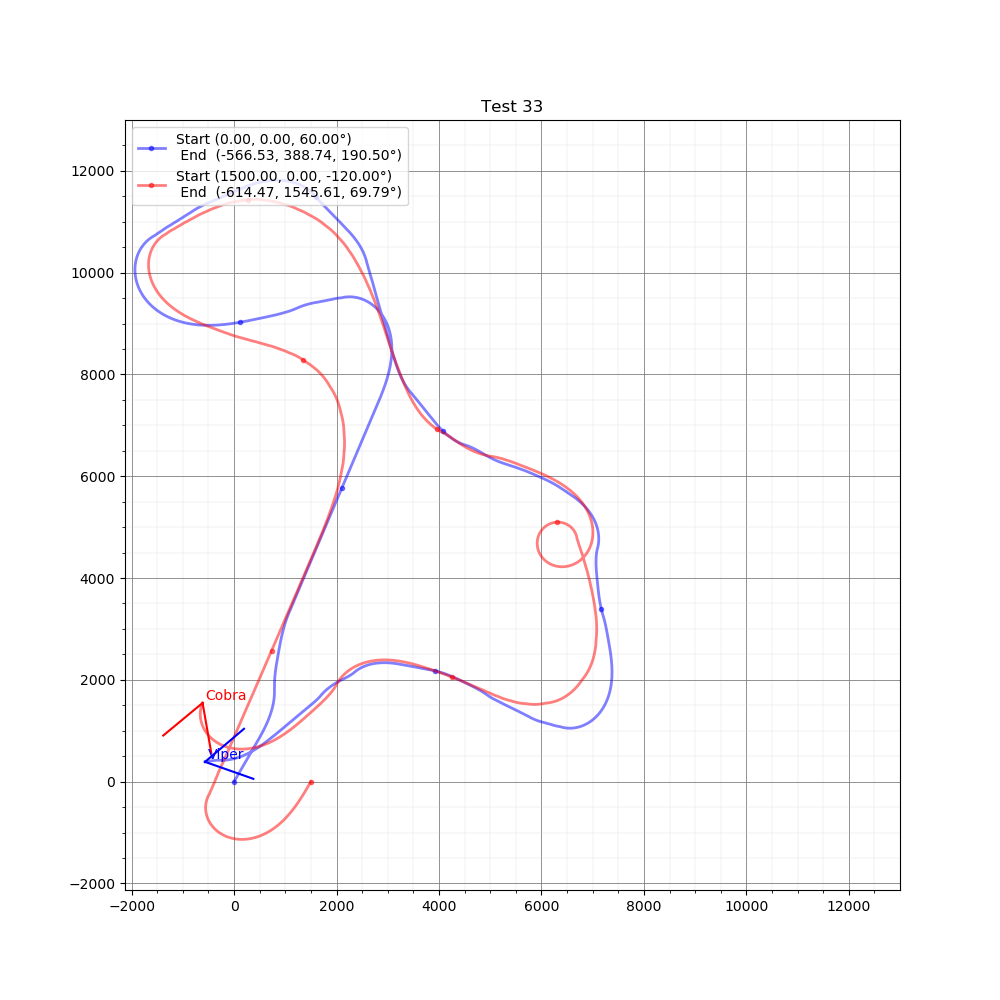 Test 33
Start (0.00, 0.00, 60.00°)
End (-566.53, 388.74, 190.50°)
Start (1500.00, 0.00, -120.00°)
End (-614.47, 1545.61, 69.79°)
12000
10000
8000
6000
4000
2000
0
−2000
Cobra
Viper
−2000 0 2000 4000 6000 8000 10000 12000